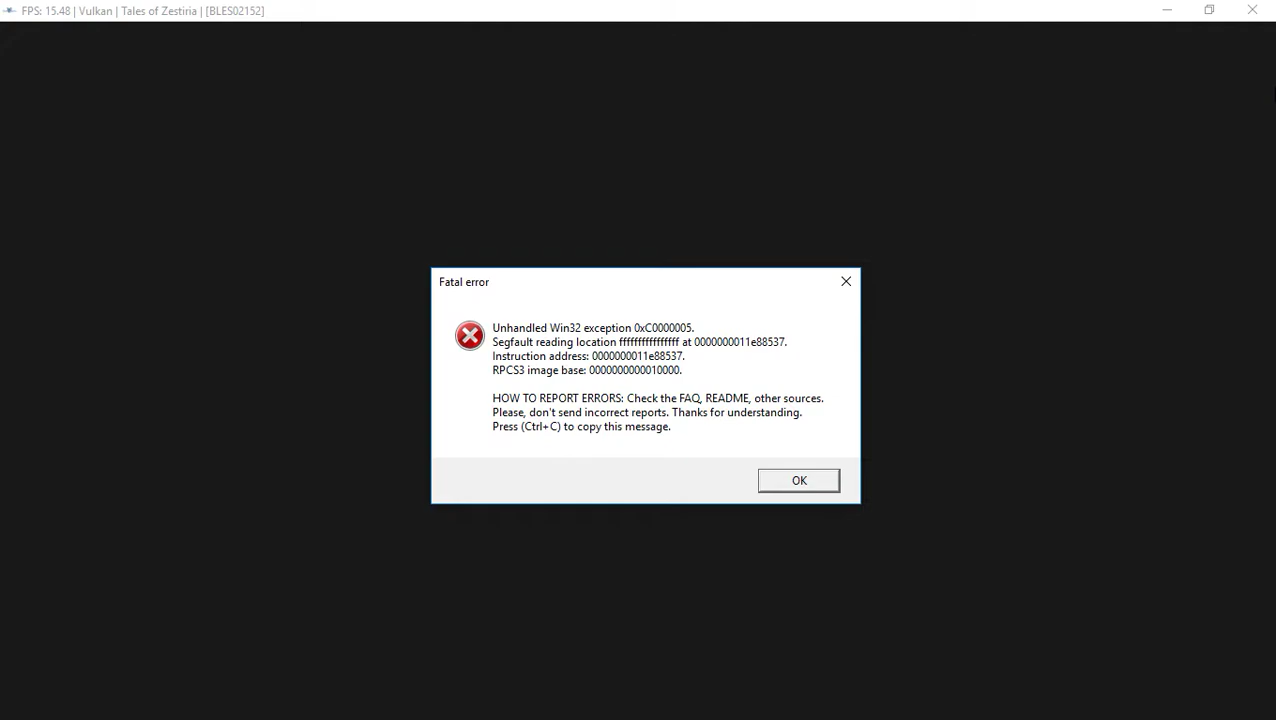 FPS: 15.48 | Vulkan | Tales of Zestiria | [BLES02152]
Fatal error
Unhandled Win32 exception 0xC0000005.
Segfault reading location ffffffffffffffff at 0000000011e88537.
Instruction address: 0000000011e88537.
RPCS3 image base: 0000000000010000.
HOW TO REPORT ERRORS: Check the FAQ, README, other sources.
Please, don't send incorrect reports. Thanks for understanding.
Press (Ctrl+C) to copy this message.
OK